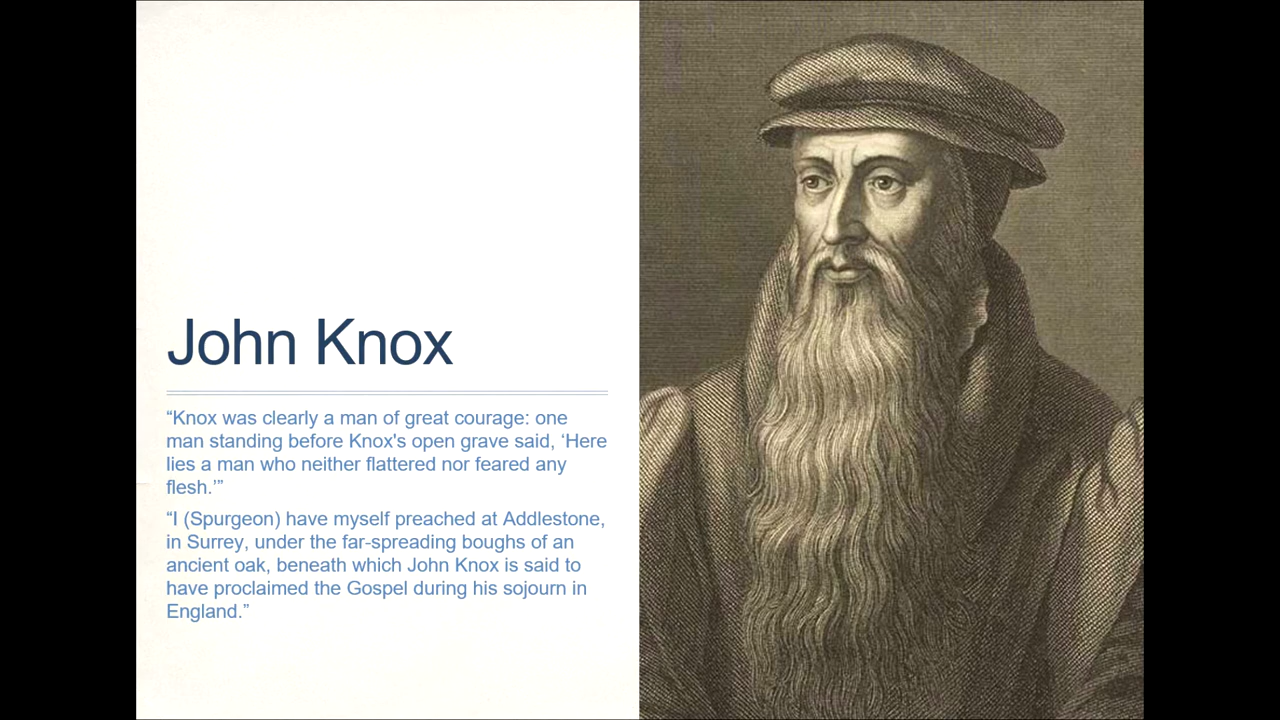 John Knox
“Knox was clearly a man of great courage: one
man standing before Knox's open grave said, ‘Here
lies a man who neither flattered nor feared any
flesh.’”
“I (Spurgeon) have myself preached at Addlestone,
in Surrey, under the far-spreading boughs of an
ancient oak, beneath which John Knox is said to
have proclaimed the Gospel during his sojourn in
England.”